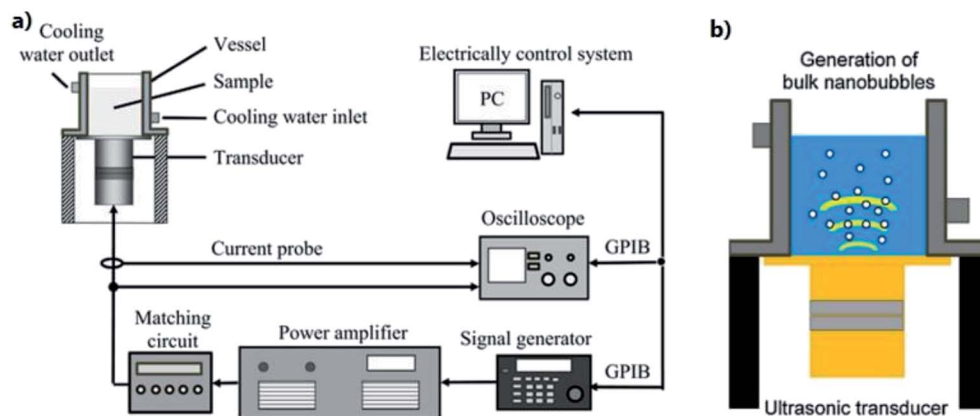 a)
Cooling
water outlet
Vessel
Sample
Cooling water inlet
Transducer
Electrically control system
PC
Current probe
Oscilloscope
GPIB
Matching
circuit
Power amplifier
Signal generator
GPIB
b)
Generation of
bulk nanobubbles
Ultrasonic transducer